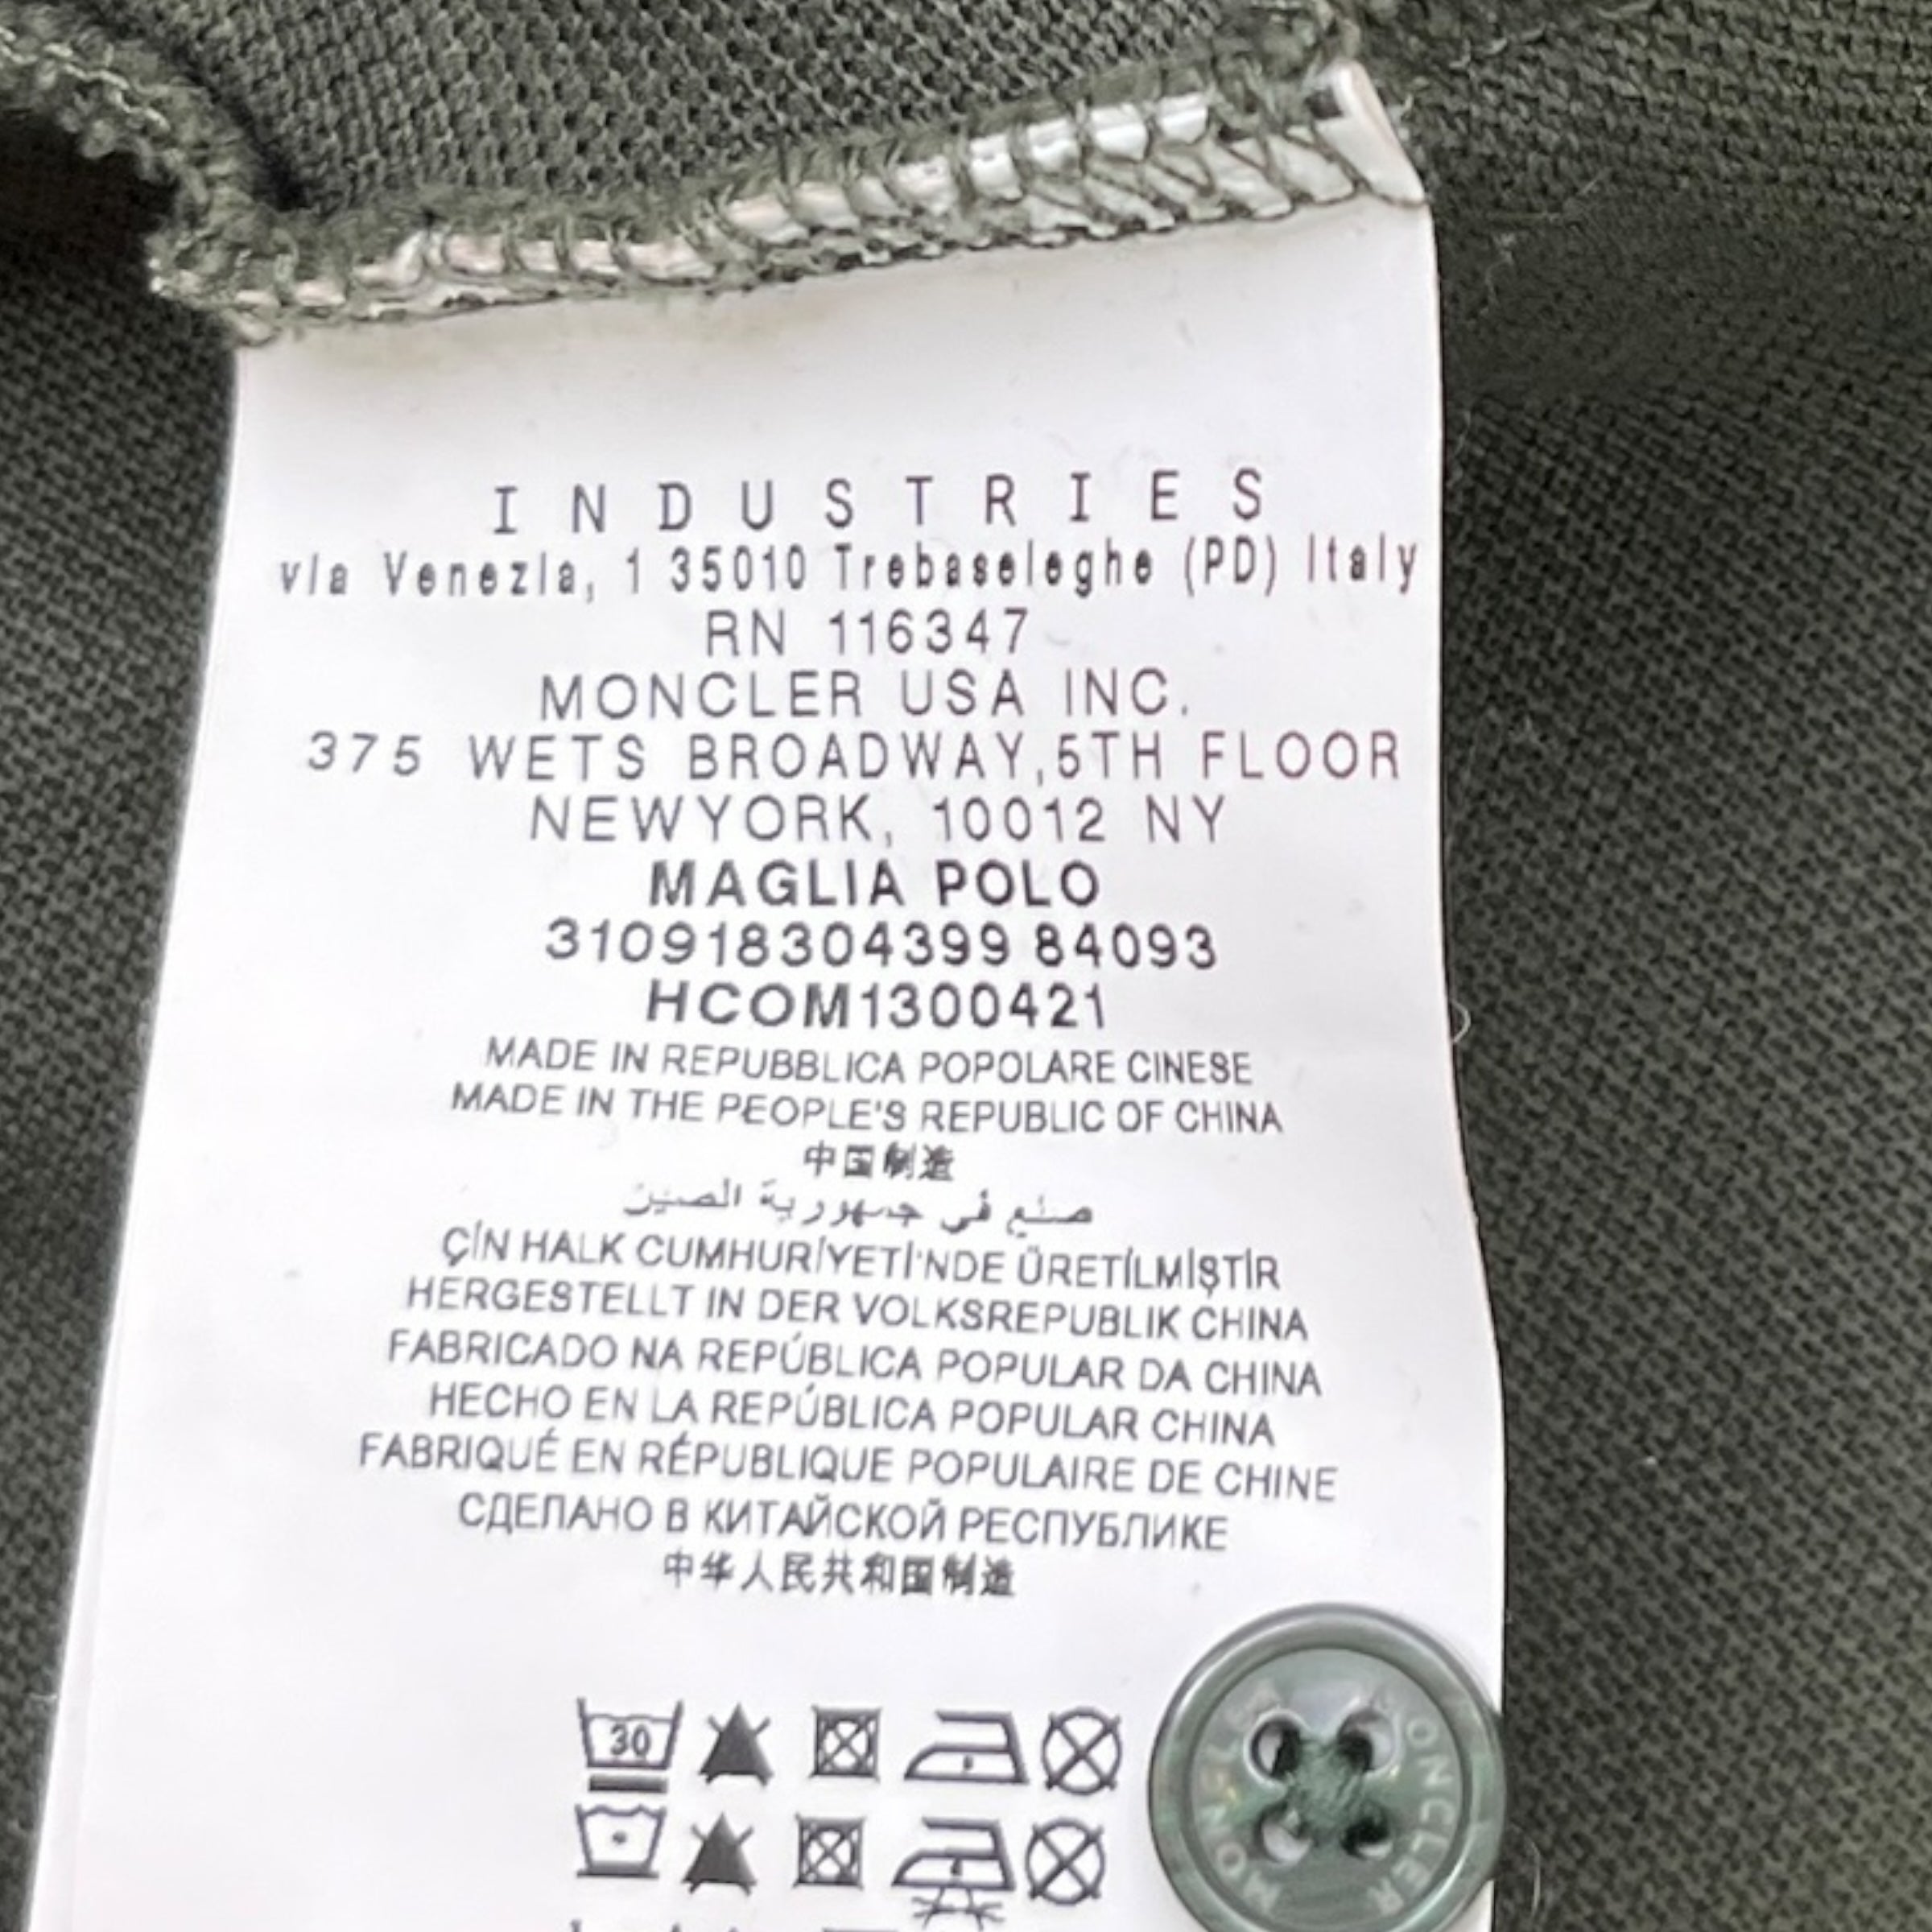 INDUSTRIES
via Venezia, 1 35010 Trebaseleghe (PD) Italy
RN 116347
MONCLER USA INC.
375 WETS BROADWAY,5TH FLOOR
NEWYORK, 10012 NY
MAGLIA POLO
310918304399 84093
HCOM1300421
MADE IN REPUBBLICA POPOLARE CINESE
MADE IN THE PEOPLE'S REPUBLIC OF CHINA
中国制造
صنع في جمهورية الصين
ÇİN HALK CUMHURİYETİ'NDE ÜRETİLMİŞTİR
HERGESTELLT IN DER VOLKSREPUBLIK CHINA
FABRICADO NA REPÚBLICA POPULAR DA CHINA
HECHO EN LA REPÚBLICA POPULAR CHINA
FABRIQUÉ EN RÉPUBLIQUE POPULAIRE DE CHINE
СДЕЛАНО В КИТАЙСКОЙ РЕСПУБЛИКЕ
中华人民共和国制造
30
MONCLER